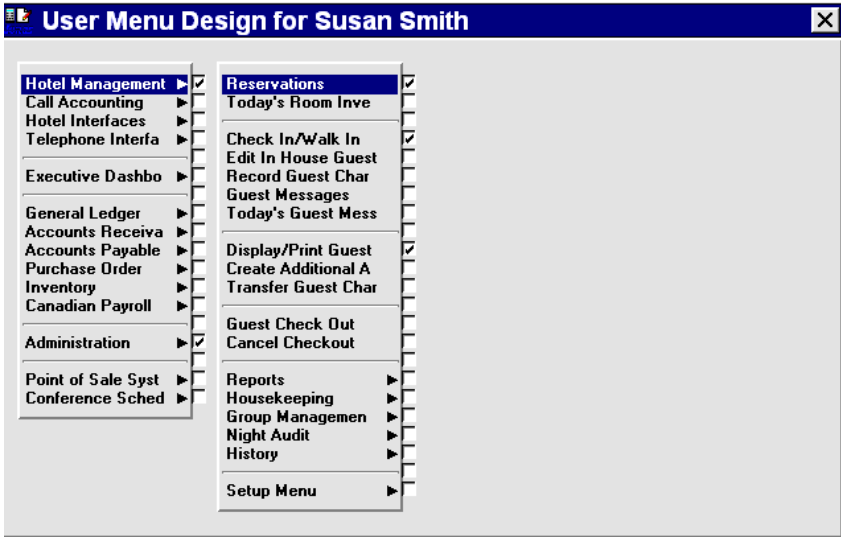 User Menu Design for Susan Smith
Hotel Management
Call Accounting
Hotel Interfaces
Telephone Interfa
Executive Dashbo
General Ledger
Accounts Receiva
Accounts Payable
Purchase Order
Inventory
Canadian Payroll
Administration
Point of Sale Syst
Conference Sched
Reservations
Today's Room Inve
Check In/Walk In
Edit In House Guest
Record Guest Char
Guest Messages
Today's Guest Mess
Display/Print Guest
Create Additional A
Transfer Guest Char
Guest Check Out
Cancel Checkout
Reports
Housekeeping
Group Managemen
Night Audit
History
Setup Menu